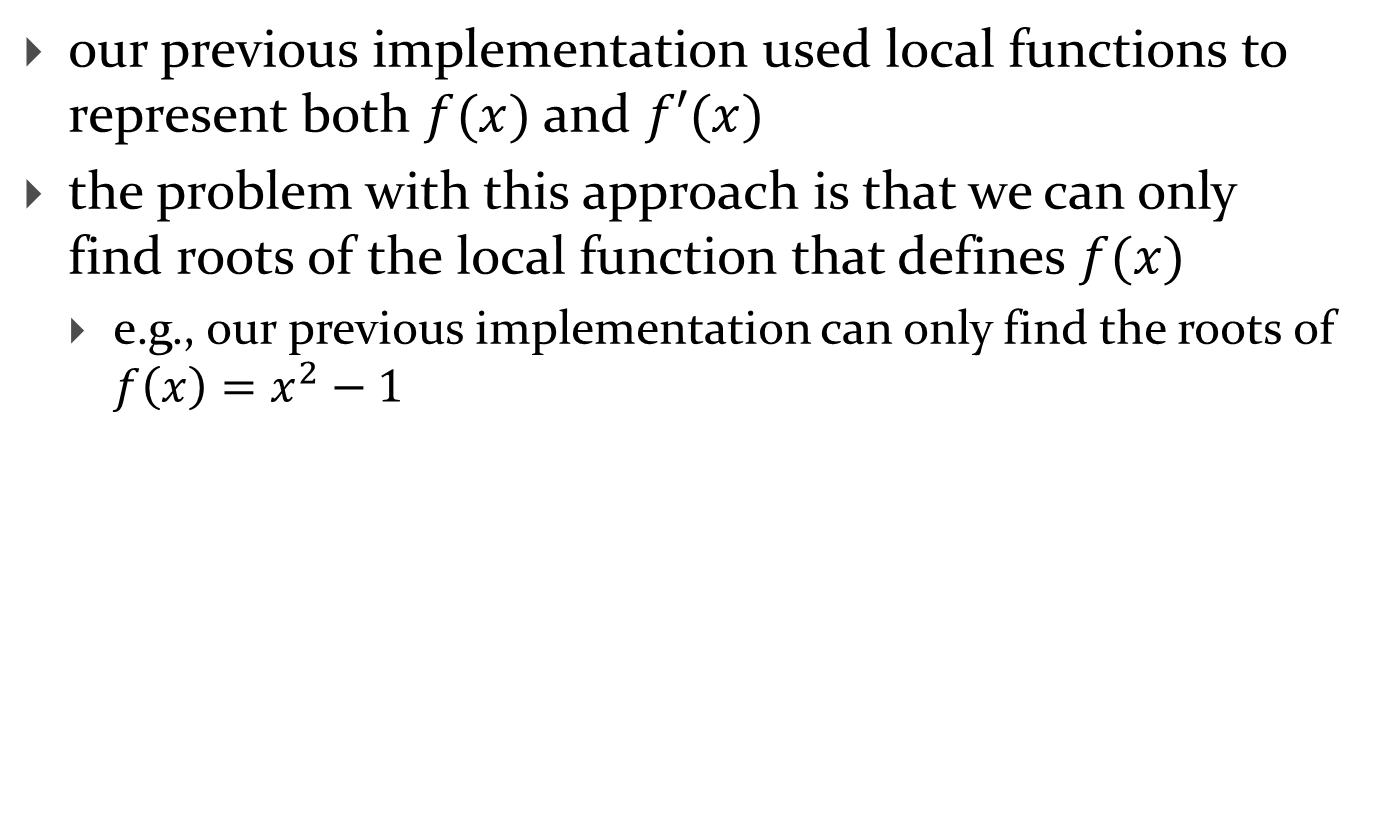 our previous implementation used local functions to
represent both f(x) and f′(x)
the problem with this approach is that we can only
find roots of the local function that defines f(x)
e.g., our previous implementation can only find the roots of
f(x) = x² − 1